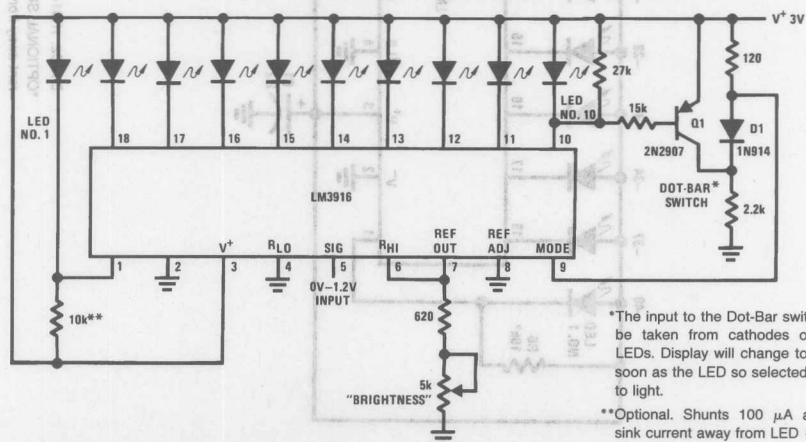 V⁺ 3V
120
27k
LED
NO. 1
LED
NO. 10
15k
Q1
D1
2N2907
1N914
18
17
16
15
14
13
12
11
10
DOT-BAR*
SWITCH
2.2k
LM3916
V⁺
R_LO
SIG
R_HI
REF
OUT
REF
ADJ
MODE
1
2
3
4
5
6
7
8
9
0V–1.2V
INPUT
10k**
620
5k
"BRIGHTNESS"
*The input to the Dot-Bar swit
be taken from cathodes o
LEDs. Display will change to
soon as the LED so selected
to light.
**Optional. Shunts 100 μA a
sink current away from LED